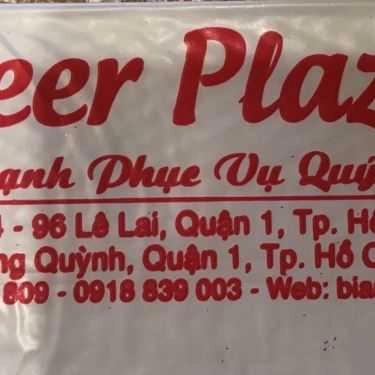 eer Plaz
ạnh Phục Vụ Quý
4 - 96 Lê Lai, Quận 1, Tp. Hồ
ng Quỳnh, Quận 1, Tp. Hồ C
809 - 0918 839 003 - Web: bia